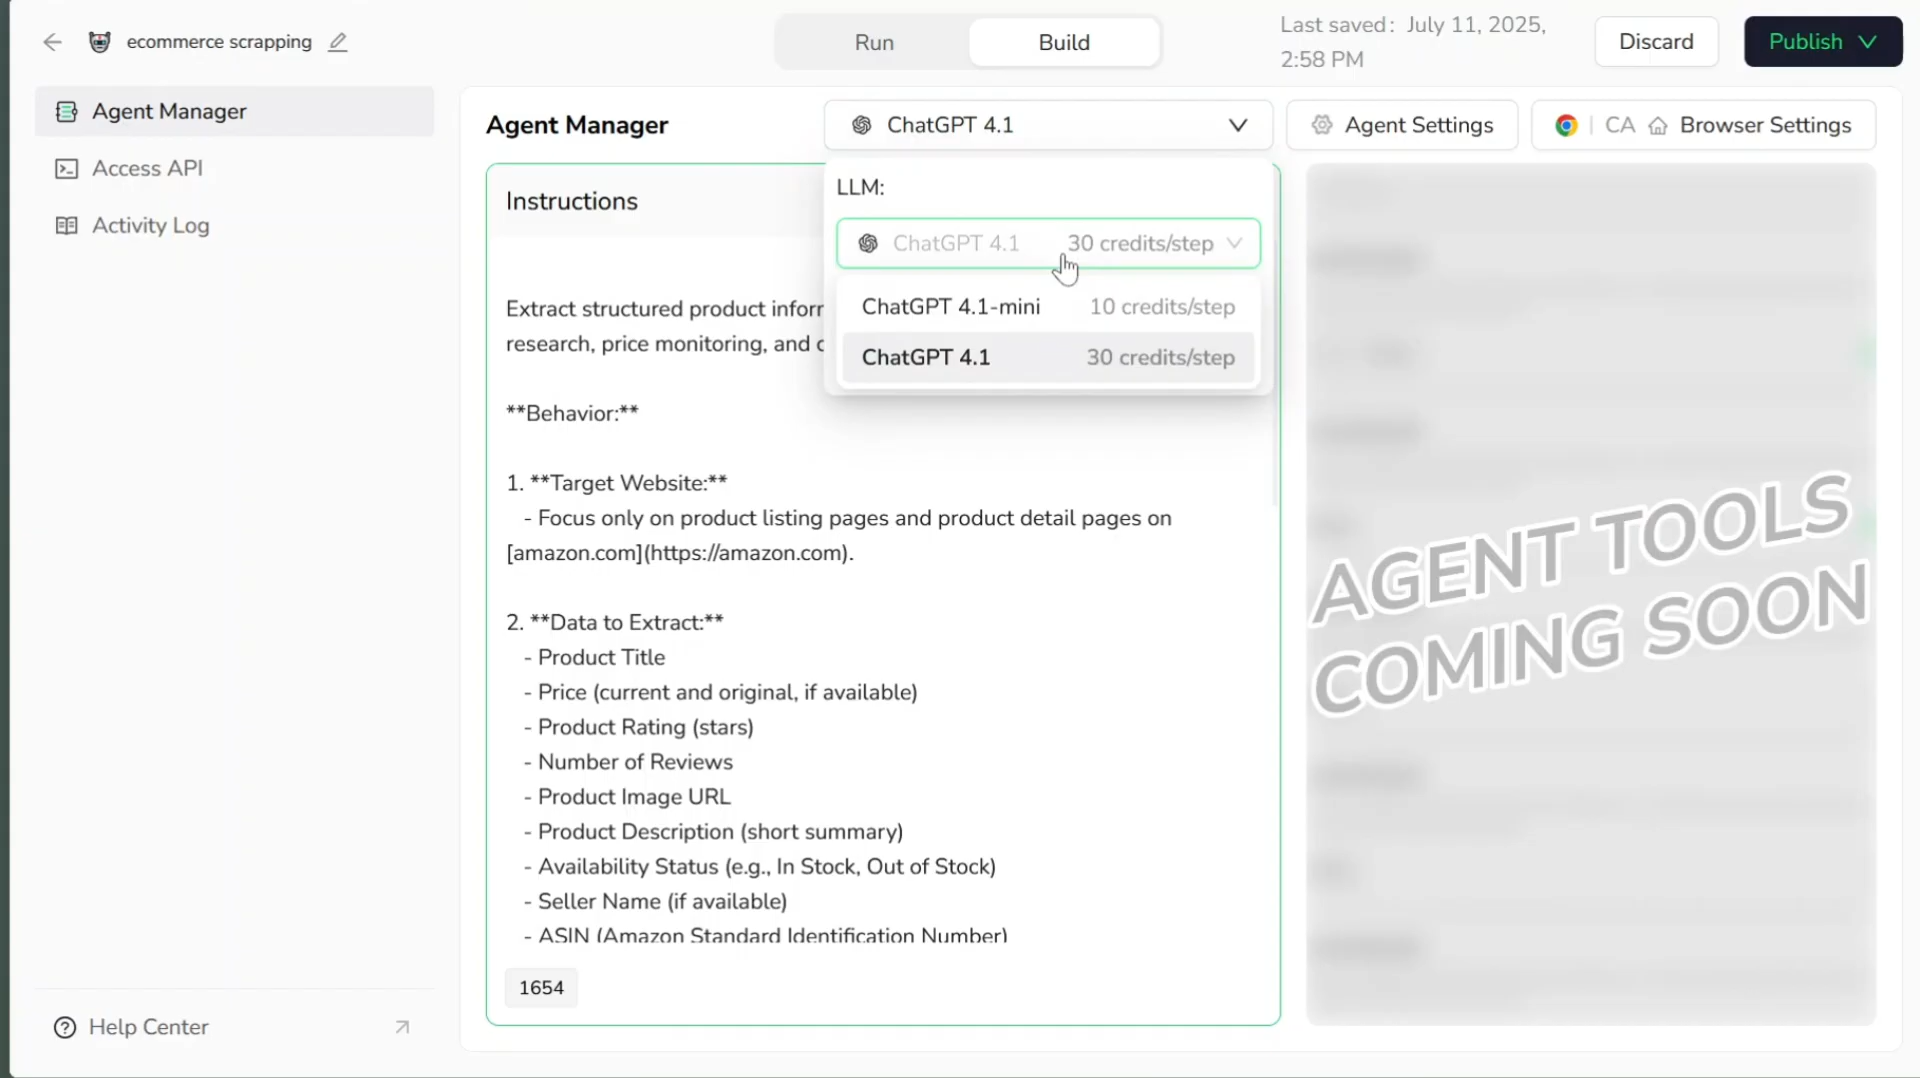 ecommerce scrapping
Run
Build
Last saved: July 11, 2025,
2:58 PM
Discard
Publish
Agent Manager
Access API
Activity Log
Agent Manager
ChatGPT 4.1
Agent Settings
CA
Browser Settings
Instructions
LLM:
ChatGPT 4.1 30 credits/step
ChatGPT 4.1-mini 10 credits/step
ChatGPT 4.1 30 credits/step
Extract structured product infor
research, price monitoring, and
**Behavior:**
1. **Target Website:**
- Focus only on product listing pages and product detail pages on
[amazon.com](https://amazon.com).
2. **Data to Extract:**
- Product Title
- Price (current and original, if available)
- Product Rating (stars)
- Number of Reviews
- Product Image URL
- Product Description (short summary)
- Availability Status (e.g., In Stock, Out of Stock)
- Seller Name (if available)
- ASIN (Amazon Standard Identification Number)
1654
AGENT TOOLS
COMING SOON
Help Center